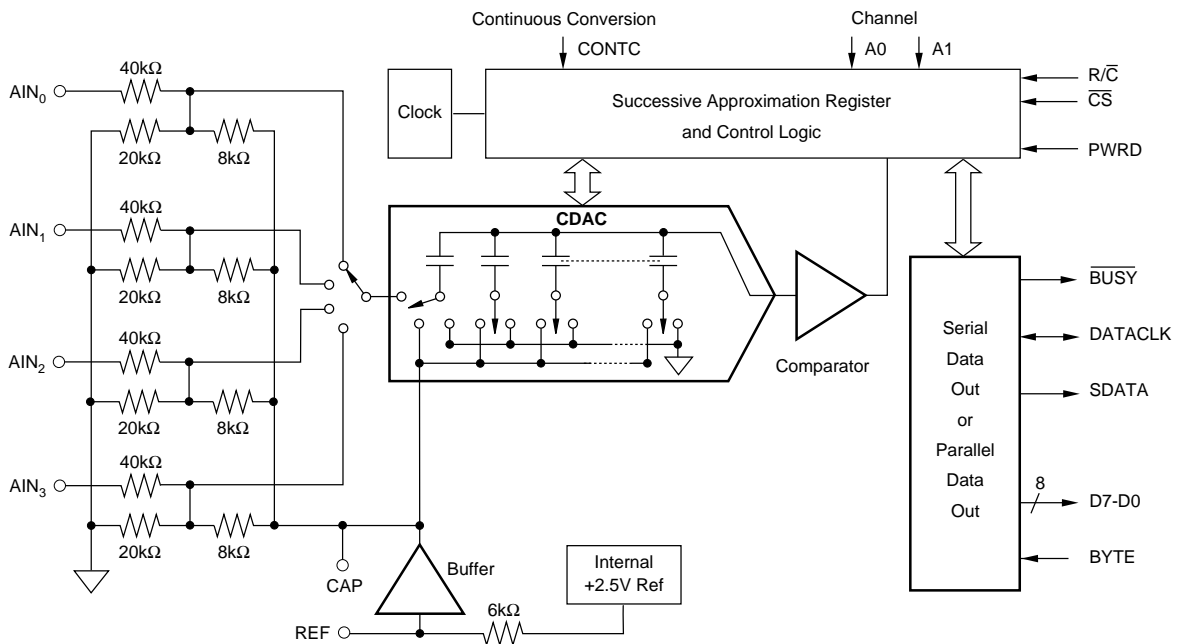 Continuous Conversion
Channel
CONTC
A0
A1
40kΩ
AIN₀
20kΩ
8kΩ
Clock
Successive Approximation Register
and Control Logic
R/C̅
C̅S̅
PWRD
40kΩ
AIN₁
20kΩ
8kΩ
CDAC
40kΩ
AIN₂
20kΩ
8kΩ
Comparator
Serial
Data
Out
or
Parallel
Data
Out
B̅U̅S̅Y̅
DATACLK
SDATA
8
D7-D0
BYTE
40kΩ
AIN₃
20kΩ
8kΩ
CAP
Buffer
Internal
+2.5V Ref
6kΩ
REF